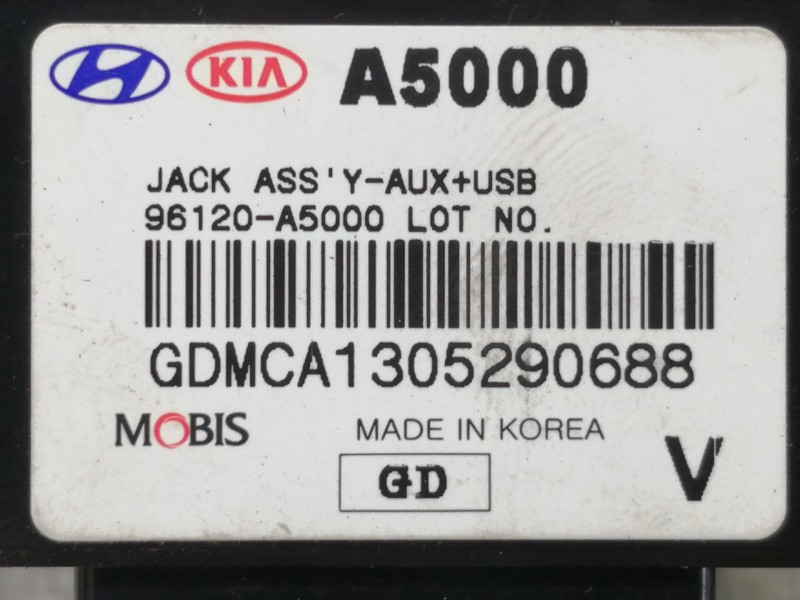 KIA A5000
JACK ASS'Y-AUX+USB
96120-A5000 LOT NO.
GDMCA1305290688
MOBIS MADE IN KOREA
GD V